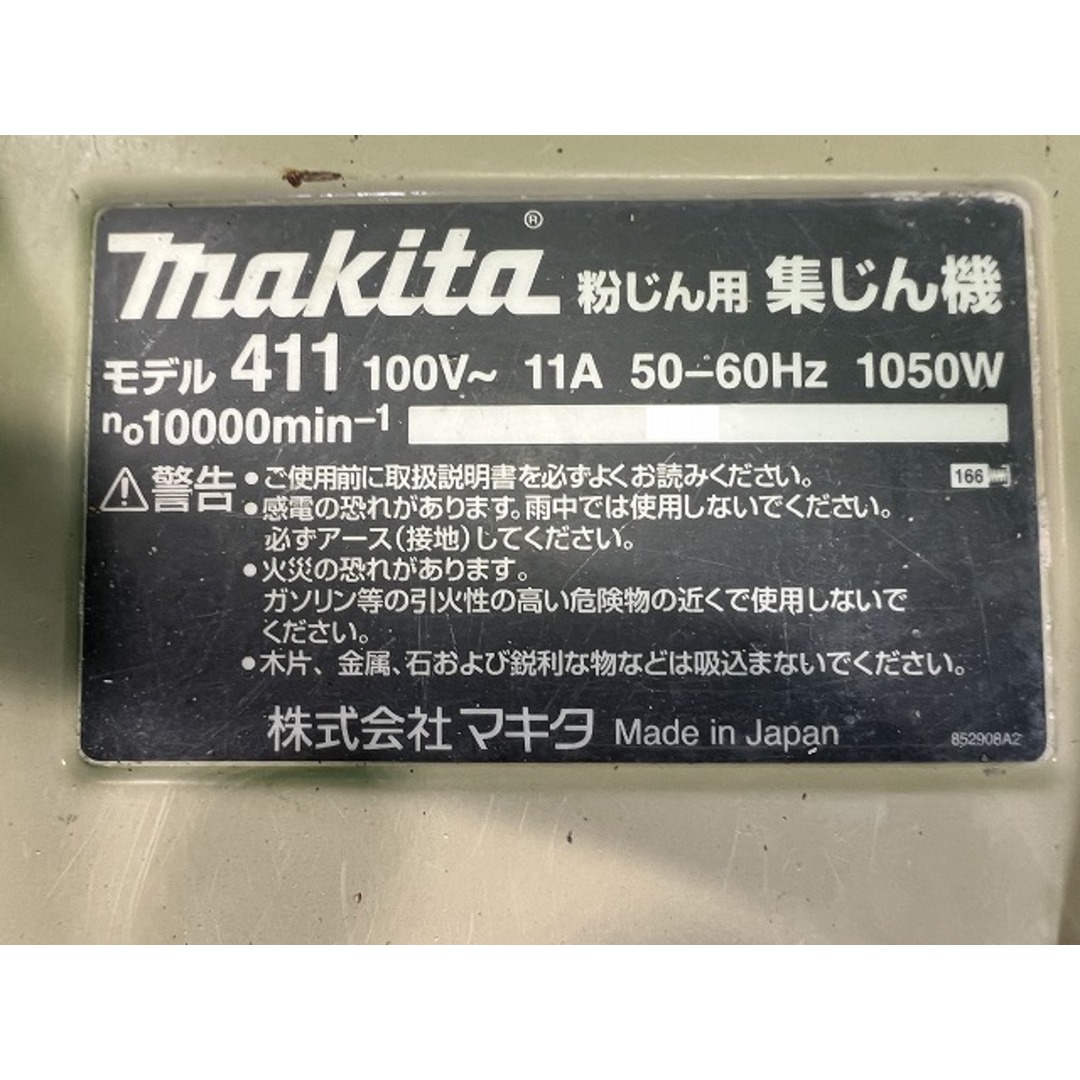 makita® 粉じん用 集じん機
モデル 411 100V～ 11A 50–60Hz 1050W
no10000min–1
⚠警告 •ご使用前に取扱説明書を必ずよくお読みください。
166
•感電の恐れがあります。雨中では使用しないでください。
必ずアース(接地)してください。
•火災の恐れがあります。
ガソリン等の引火性の高い危険物の近くで使用しないで
ください。
•木片、金属、石および鋭利な物などは吸込まないでください。
株式会社 マキタ Made in Japan
852908A2